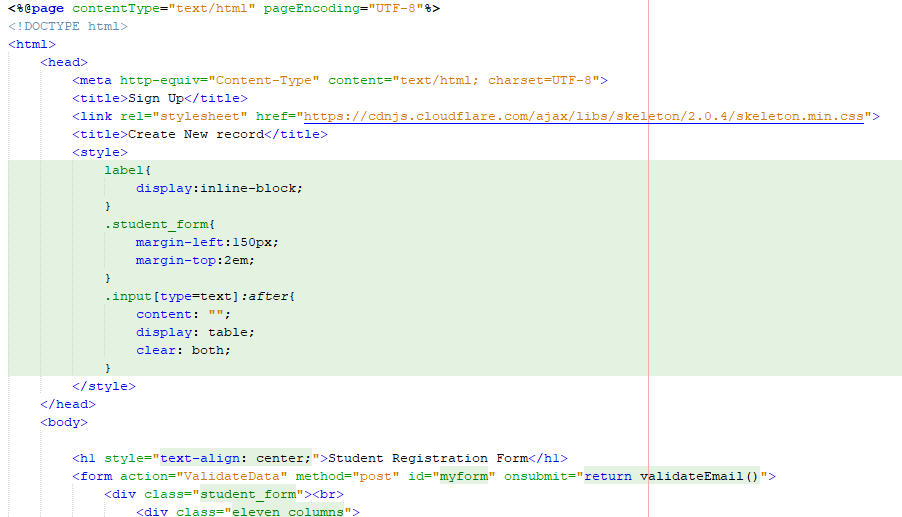 <%@page contentType="text/html" pageEncoding="UTF-8"%>
<!DOCTYPE html>
<html>
    <head>
        <meta http-equiv="Content-Type" content="text/html; charset=UTF-8">
        <title>Sign Up</title>
        <link rel="stylesheet" href="https://cdnjs.cloudflare.com/ajax/libs/skeleton/2.0.4/skeleton.min.css">
        <title>Create New record</title>
        <style>
            label{
                display:inline-block;
            }
            .student_form{
                margin-left:150px;
                margin-top:2em;
            }
            .input[type=text]:after{
                content: "";
                display: table;
                clear: both;
            }
        </style>
    </head>
    <body>
        <h1 style="text-align: center;">Student Registration Form</h1>
        <form action="ValidateData" method="post" id="myform" onsubmit="return validateEmail()">
            <div class="student_form"><br>
                <div class="eleven columns">